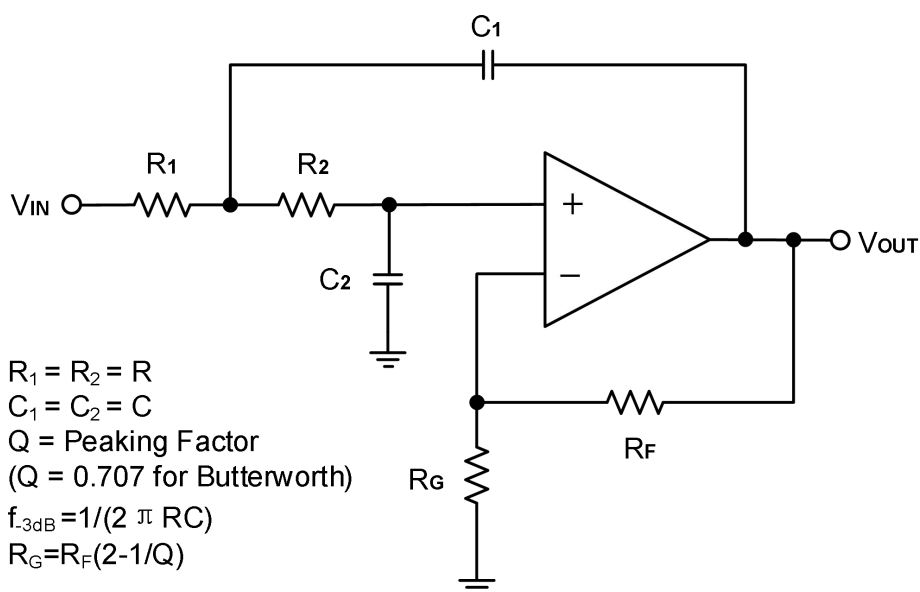 C1
R1
R2
VIN
+
VOUT
C2
−
R1 = R2 = R
C1 = C2 = C
Q = Peaking Factor
(Q = 0.707 for Butterworth)
f-3dB =1/(2 π RC)
RG=RF(2-1/Q)
RF
RG